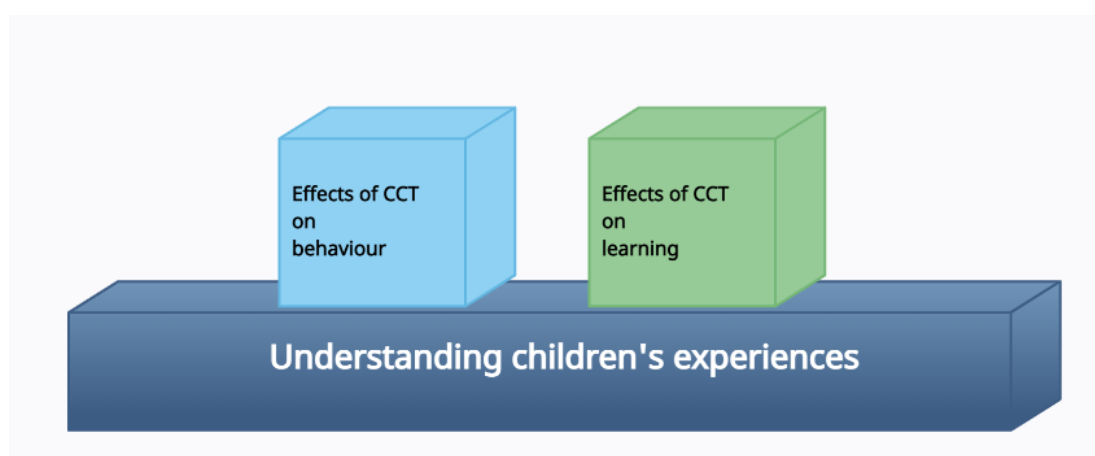 Effects of CCT
on
behaviour
Effects of CCT
on
learning
Understanding children's experiences